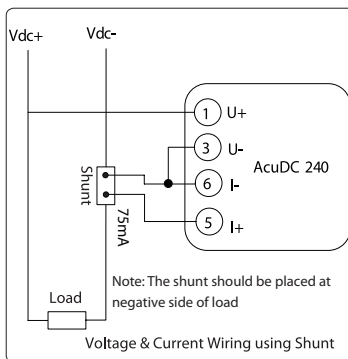 Vdc+ Vdc-
1 U+
3 U-
AcuDC 240
6 I-
5 I+
Shunt
75mA
Note: The shunt should be placed at
negative side of load
Load
Voltage & Current Wiring using Shunt